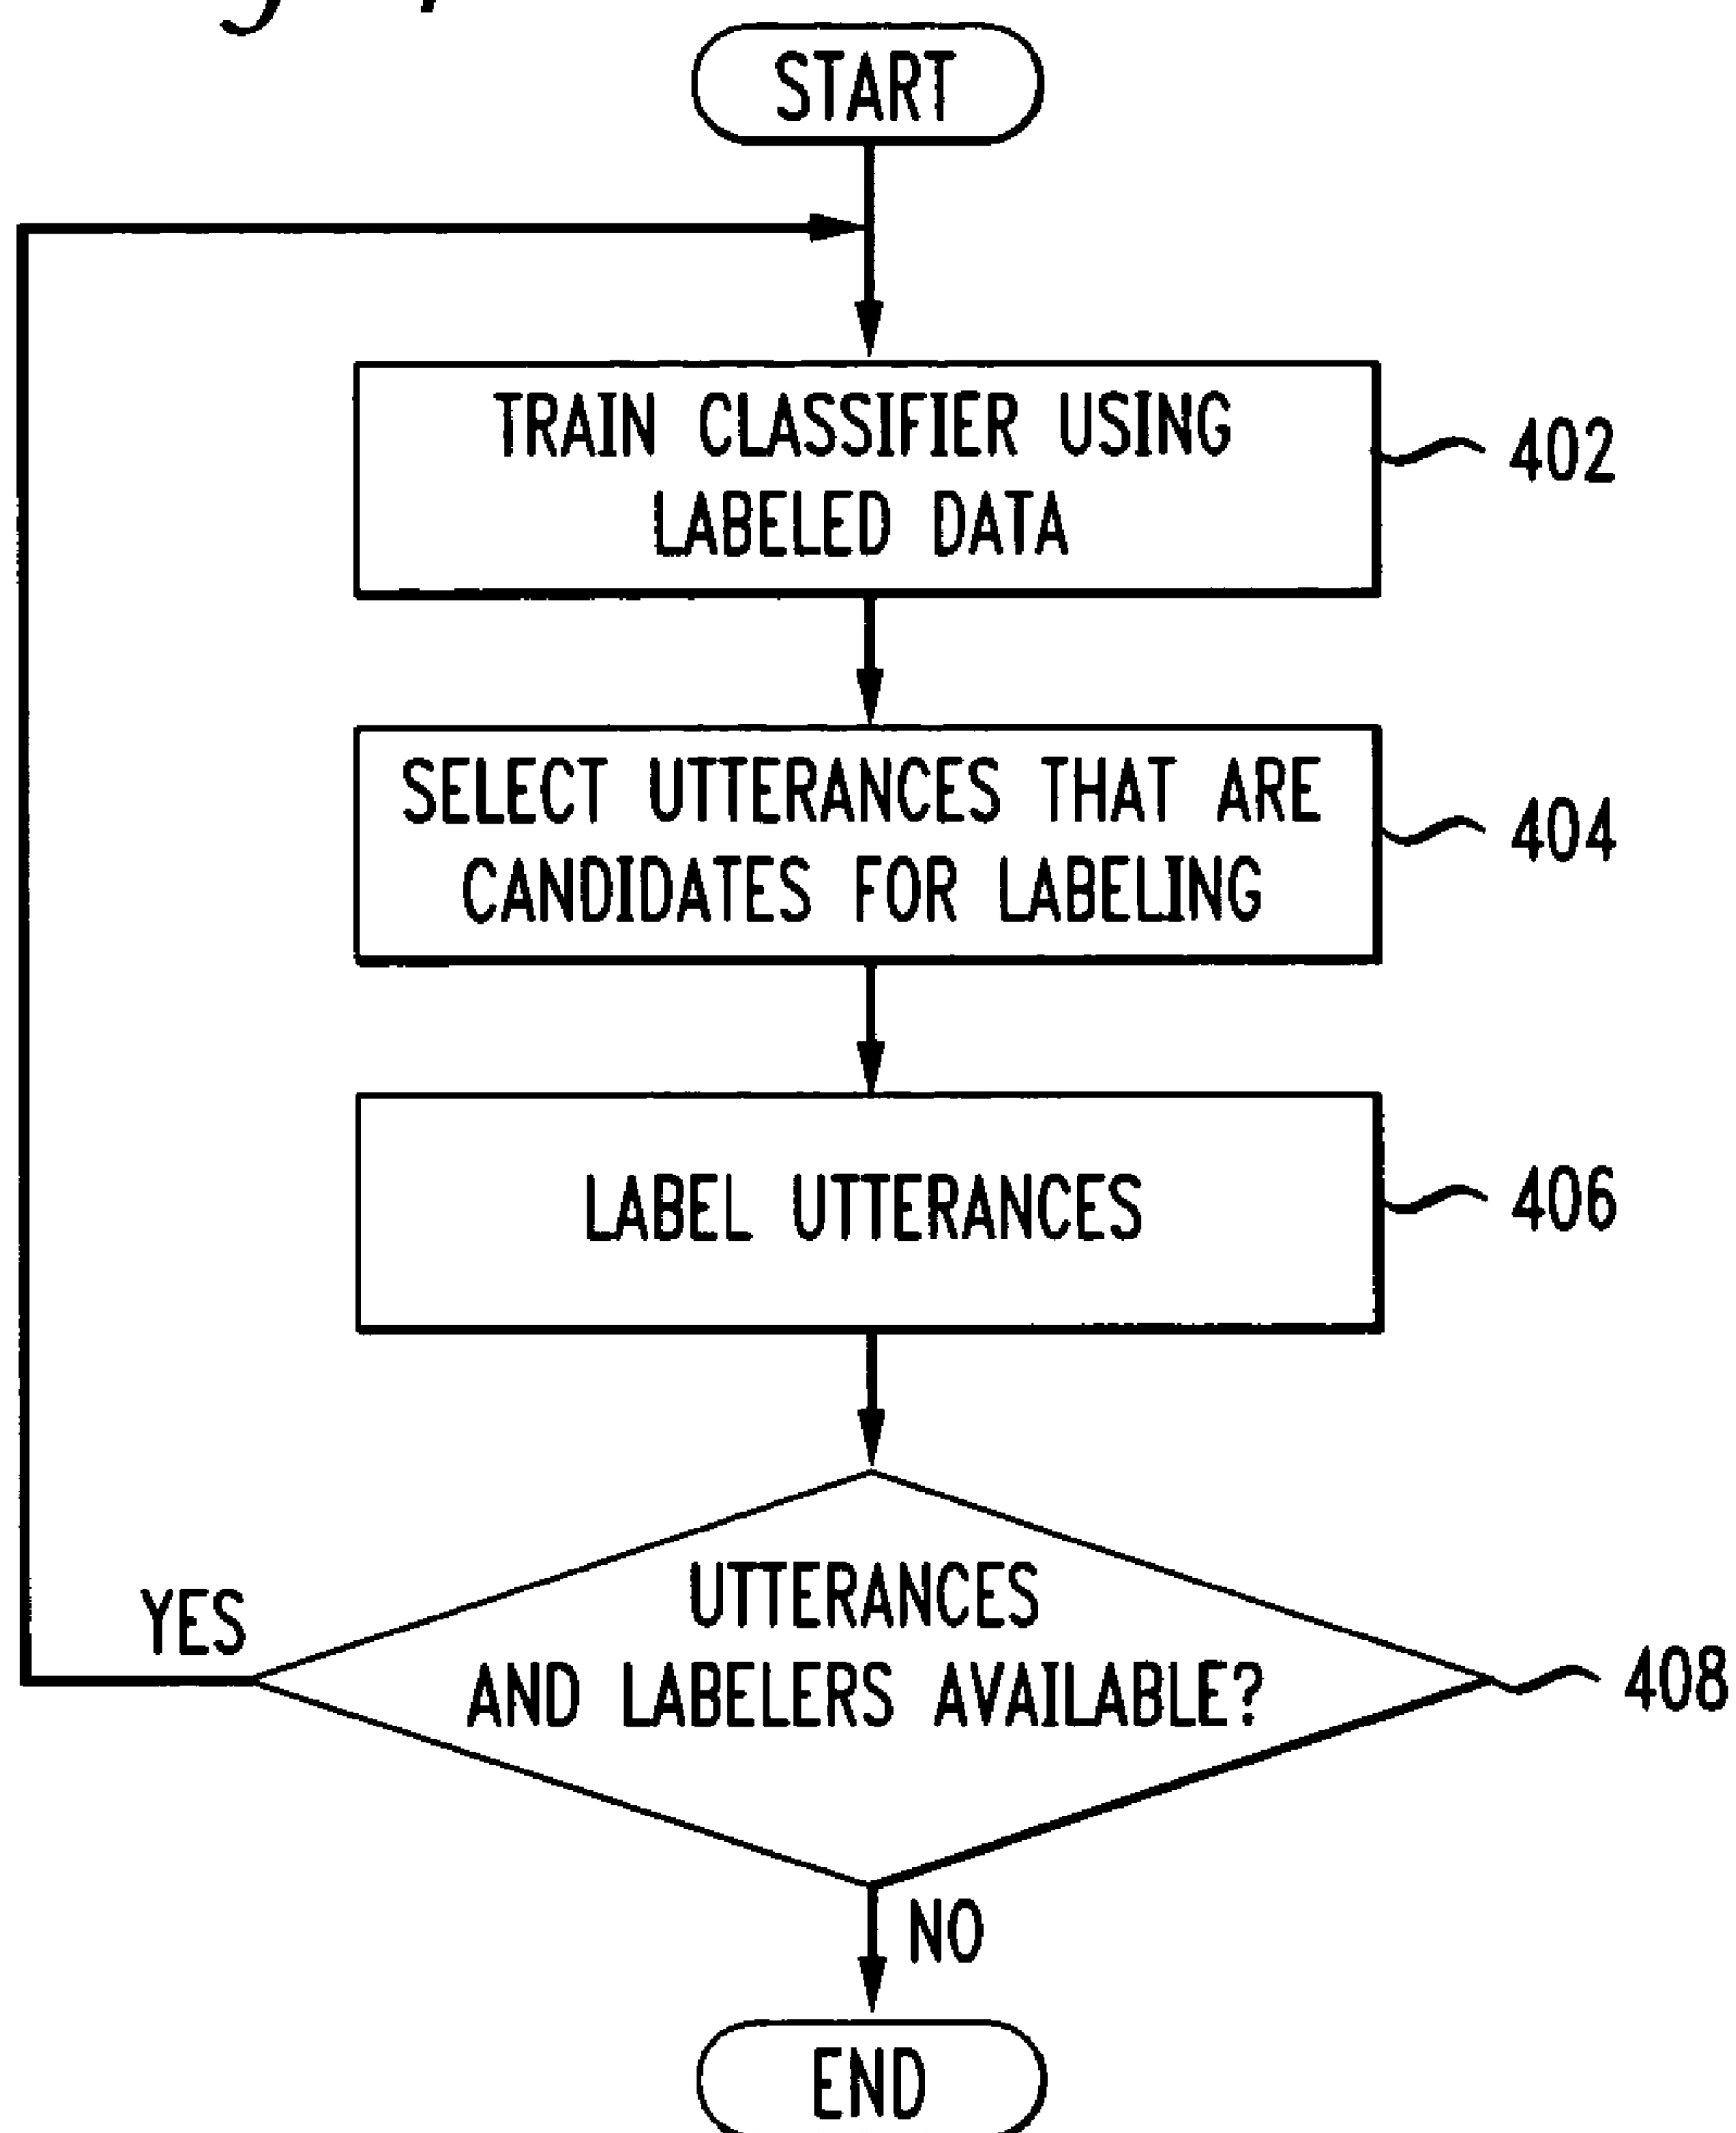 START
TRAIN CLASSIFIER USING
LABELED DATA
402
SELECT UTTERANCES THAT ARE
CANDIDATES FOR LABELING
404
LABEL UTTERANCES
406
UTTERANCES
AND LABELERS AVAILABLE?
408
YES
NO
END